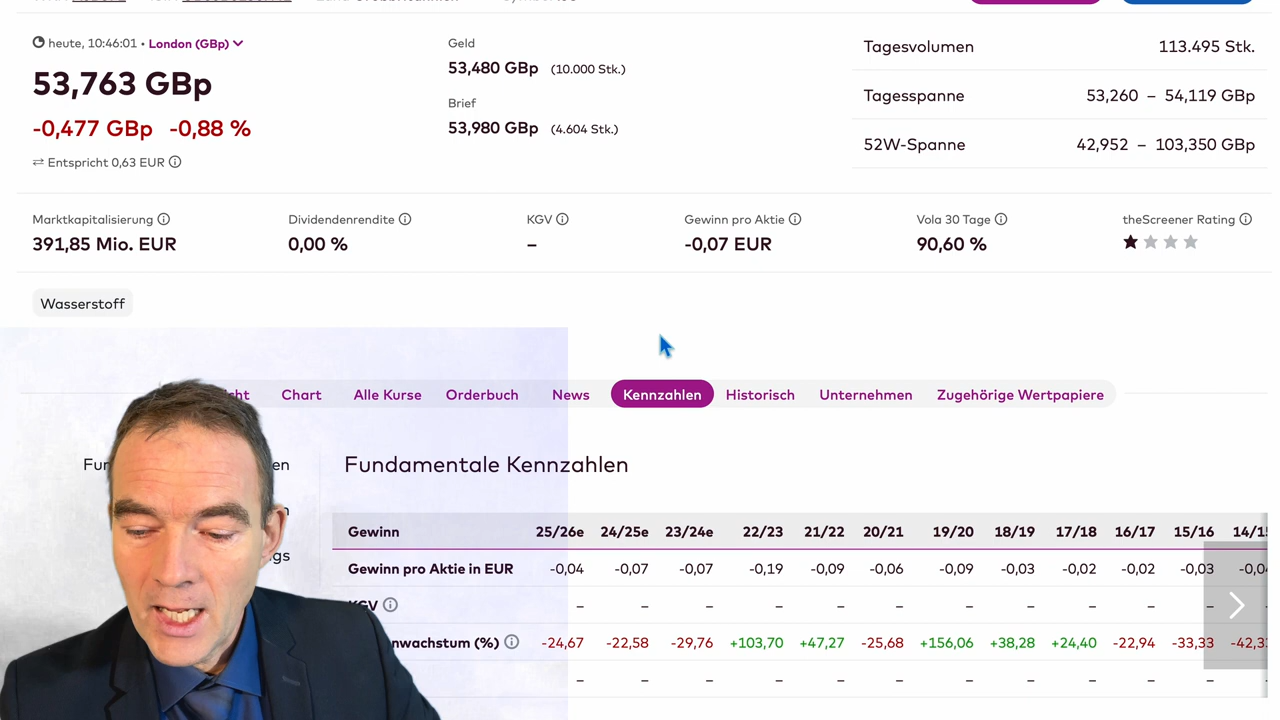 heute, 10:46:01 • London (GBp)
53,763 GBp
-0,477 GBp -0,88 %
Entspricht 0,63 EUR
Geld
53,480 GBp (10.000 Stk.)
Brief
53,980 GBp (4.604 Stk.)
Tagesvolumen 113.495 Stk.
Tagesspanne 53,260 – 54,119 GBp
52W-Spanne 42,952 – 103,350 GBp
Marktkapitalisierung Dividendenrendite KGV Gewinn pro Aktie Vola 30 Tage theScreener Rating
391,85 Mio. EUR 0,00 % – -0,07 EUR 90,60 %
Wasserstoff
Chart Alle Kurse Orderbuch News Kennzahlen Historisch Unternehmen Zugehörige Wertpapiere
Fundamentale Kennzahlen
Gewinn 25/26e 24/25e 23/24e 22/23 21/22 20/21 19/20 18/19 17/18 16/17 15/16 14/15
Gewinn pro Aktie in EUR -0,04 -0,07 -0,07 -0,19 -0,09 -0,06 -0,09 -0,03 -0,02 -0,02 -0,03 -0,04
KGV – – – – – – – – – – – –
nwachstum (%) -24,67 -22,58 -29,76 +103,70 +47,27 -25,68 +156,06 +38,28 +24,40 -22,94 -33,33 -42,3
– – – – – – – – – – – –